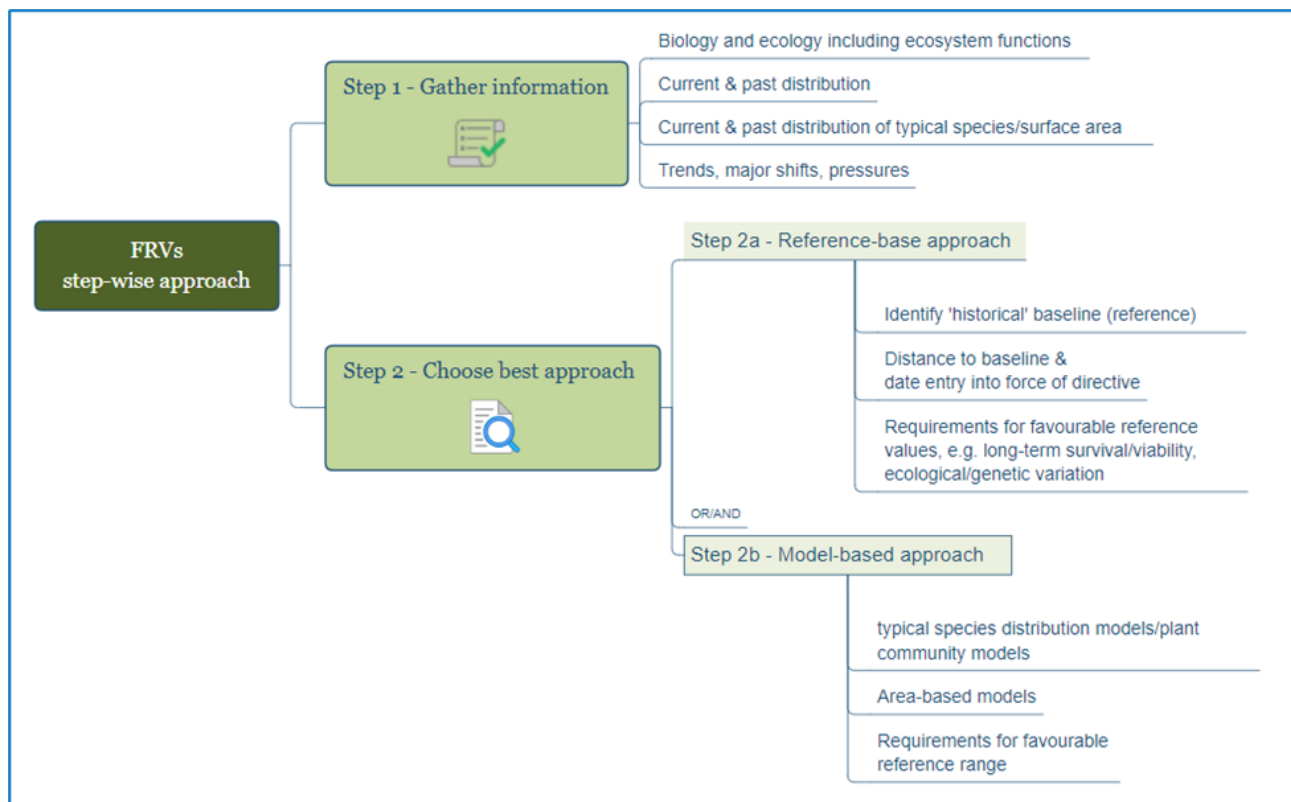 FRVs
step-wise approach
Step 1 - Gather information
Biology and ecology including ecosystem functions
Current & past distribution
Current & past distribution of typical species/surface area
Trends, major shifts, pressures
Step 2 - Choose best approach
Step 2a - Reference-base approach
Identify 'historical' baseline (reference)
Distance to baseline &
date entry into force of directive
Requirements for favourable reference
values, e.g. long-term survival/viability,
ecological/genetic variation
OR/AND
Step 2b - Model-based approach
typical species distribution models/plant
community models
Area-based models
Requirements for favourable
reference range